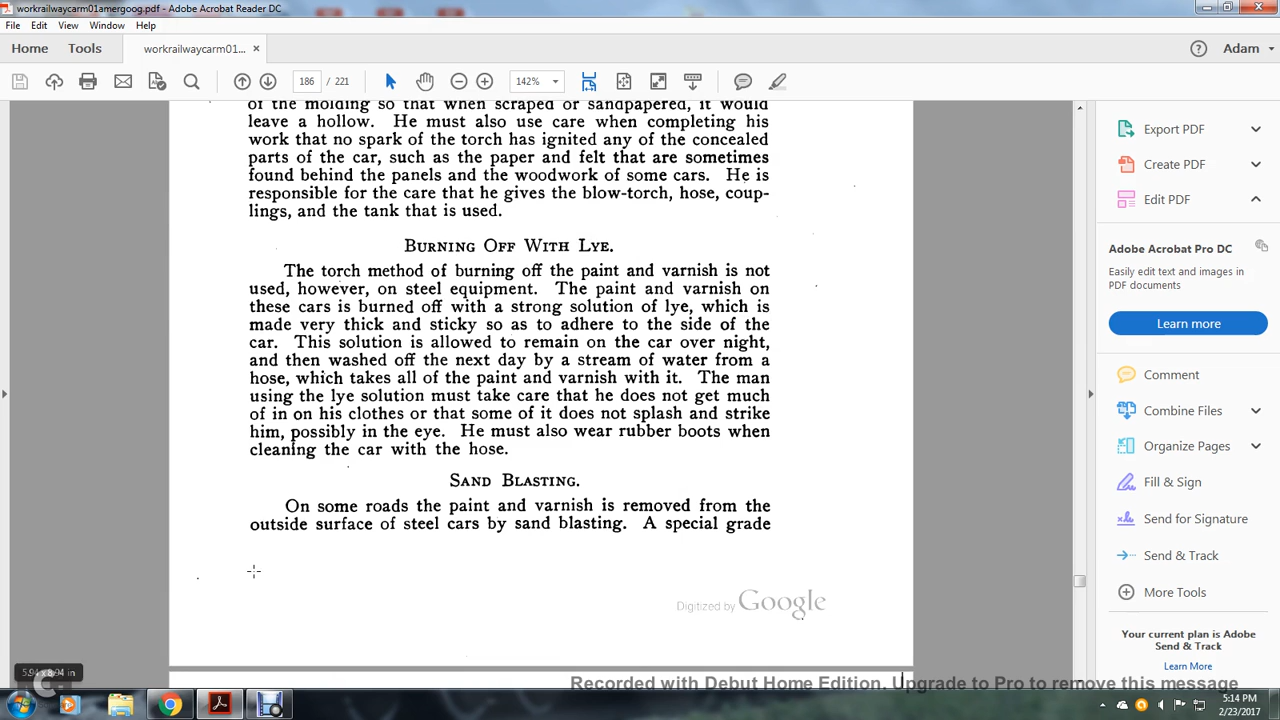 workrailwaycarm01amergoog.pdf - Adobe Acrobat Reader DC
File Edit View Window Help
Home Tools workrailwaycarm01... × Adam
186 / 221 142%
of the molding so that when scraped or sandpapered, it would
leave a hollow. He must also use care when completing his
work that no spark of the torch has ignited any of the concealed
parts of the car, such as the paper and felt that are sometimes
found behind the panels and the woodwork of some cars. He is
responsible for the care that he gives the blow-torch, hose, coup-
lings, and the tank that is used.
Burning Off With Lye.
The torch method of burning off the paint and varnish is not
used, however, on steel equipment. The paint and varnish on
these cars is burned off with a strong solution of lye, which is
made very thick and sticky so as to adhere to the side of the
car. This solution is allowed to remain on the car over night,
and then washed off the next day by a stream of water from a
hose, which takes all of the paint and varnish with it. The man
using the lye solution must take care that he does not get much
of in on his clothes or that some of it does not splash and strike
him, possibly in the eye. He must also wear rubber boots when
cleaning the car with the hose.
Sand Blasting.
On some roads the paint and varnish is removed from the
outside surface of steel cars by sand blasting. A special grade
Digitized by Google
5.94 x 8.94 in
Export PDF
Create PDF
Edit PDF
Adobe Acrobat Pro DC
Easily edit text and images in
PDF documents
Learn more
Comment
Combine Files
Organize Pages
Fill & Sign
Send for Signature
Send & Track
More Tools
Your current plan is Adobe
Send & Track
Learn More
Recorded with Debut Home Edition. Upgrade to Pro to remove this message
5:14 PM
2/23/2017